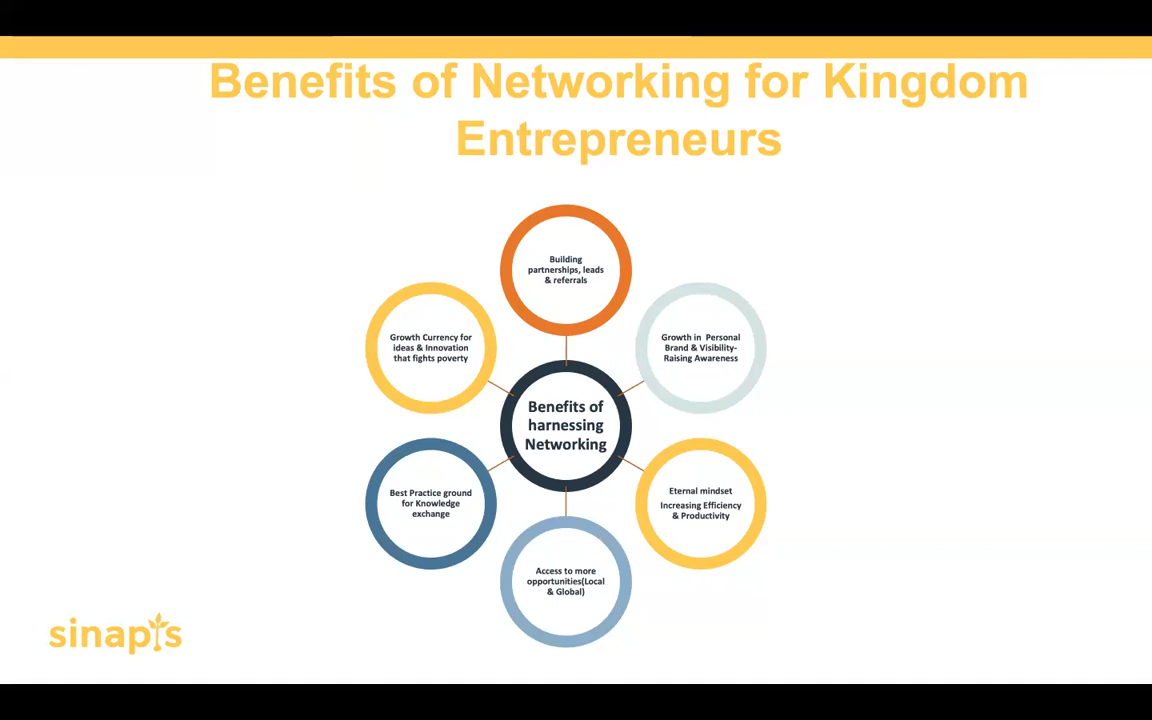 Benefits of Networking for Kingdom
Entrepreneurs
Building
partnerships, leads
& referrals
Growth in  Personal
Brand & Visibility-
Raising Awareness
Eternal mindset
Increasing Efficiency
& Productivity
Access to more
opportunities(Local
& Global)
Best Practice ground
for Knowledge
exchange
Growth Currency for
ideas & Innovation
that fights poverty
Benefits of
harnessing
Networking
sinapis